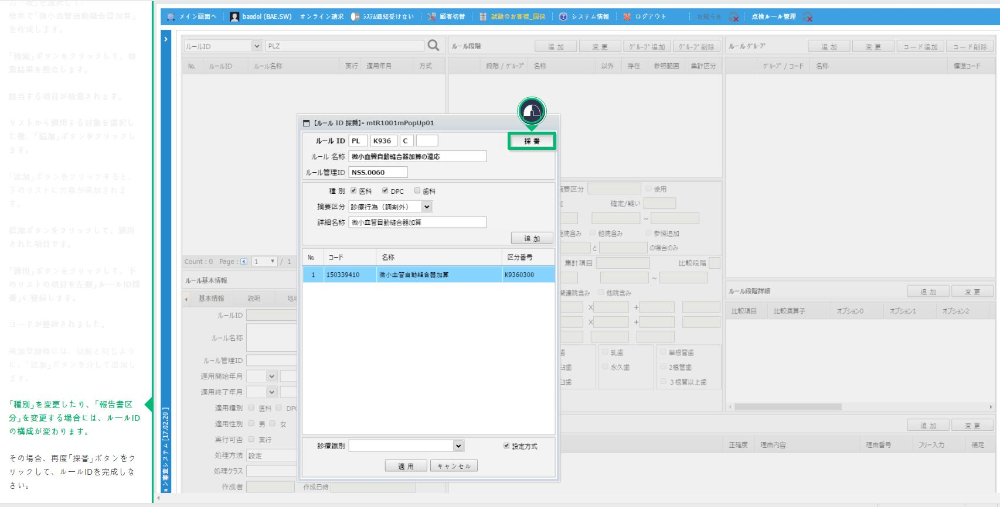 方一致」を選択して、
検索で「微小血管自動縫合器加算」
を作成します。
「検索」ボタンをクリックして、検
索結果を照会します。
該当する項目が検索されます。
リストから適用する対象を選択し
た後、「追加」ボタンをクリックし
ます。
「追加」ボタンをクリックすると、
下のリストに対象が追加されま
す。
追加ボタンをクリックして、適用
された項目です。
「適用」ボタンをクリックして、下
のリストの項目を左側」ルールID採
番」に登録します。
コードが登録されました。
追加登録時には、以前と同じよう
に、「追加」ボタンを介して追加し
ます。
「種別」を変更したり、「報告書区
分」を変更する場合には、ルールID
の構成が変わります。
その場合、再度「採番」ボタンをク
リックして、ルールIDを完成しな
さい。
メイン画面へ baedol (BAE.SW) オンライン請求 ｼｽﾃﾑ通知受けない 顧客切替 試験のお客様_国保 システム情報 ログアウト お知らせ 点検ルール管理
ョン審査システム [17.02.20 ]
ルールID PLZ
No. ルールID ルール名称 実行 適用年月 方式
Count : 0 Page : 1 / 1
ルール段階 追 加 変 更 ｸﾞﾙｰﾌﾟ追加 ｸﾞﾙｰﾌﾟ削除
段階 / ｸﾞﾙｰﾌﾟ 名称 以外 存在 参照範囲 集計区分
ルール ｸﾞﾙｰﾌﾟ 追 加 変 更 コード追加 コード削除
ｸﾞﾙｰﾌﾟ / コード 名称 標準コード
【ルール ID 採番】- mtR1001mPopUp01
ルール ID PL K936 C 採 番
ルール 名称 微小血管自動縫合器加算の適応
ルール管理ID NSS.0060
種 別 医科 DPC 歯科
摘要区分 診療行為（調剤外）
詳細名称 微小血管自動縫合器加算
追 加
No. コード 名称 区分番号
1 150339410 微小血管自動縫合器加算 K9360300
診療識別 設定方式
適 用 キャンセル
摘要区分 使用
確定/疑い
~
他院含み 参照追加
と の場合のみ
集計項目 比較段階
~
関連院含み 他院含み
X +
X +
乳歯 単根管歯
臼歯 永久歯 2根管歯
臼歯 ３根管以上歯
ルール基本情報
基本情報 説明
ルールID
ルール名称
ルール管理ID
適用開始年月
適用終了年月
適用種別 医科 DPC
適用性別 男 女
実行可否 実行
処理方法 設定
処理クラス
作成者 作成日時
ルール段階詳細 追 加 変 更
比較項目 比較演算子 オプション0 オプション1 オプション2
追 加 変 更
正確度 理由内容 理由番号 フリー入力 補足